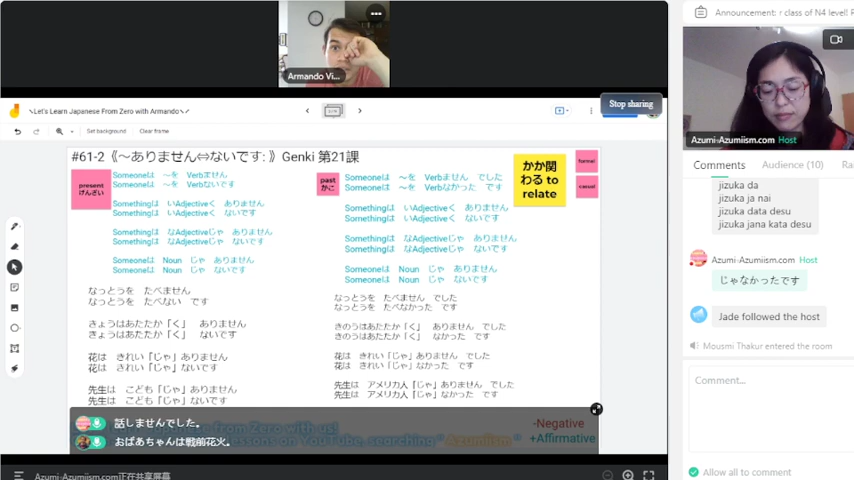 Announcement: r class of N4 level! F
Armando Vi...
Stop sharing
Azumi-Azumiism.com Host
\Let's Learn Japanese From Zero with Armando/
Set background
Clear frame
Comments
Audience (10)
jizuka da
jizuka ja nai
jizuka data desu
jizuka jana kata desu
Azumi-Azumiism.com Host
じゃなかったです
Jade followed the host
Mousmi Thakur entered the room
Comment...
Allow all to comment
#61-2《〜ありません⇔ないです: 》Genki 第21課
present
げんざい
Someoneは 〜を Verbません
Someoneは 〜を Verbないです
Somethingは いAdjectiveく ありません
Somethingは いAdjectiveく ないです
Somethingは なAdjectiveじゃ ありません
Somethingは なAdjectiveじゃ ないです
Someoneは Noun じゃ ありません
Someoneは Noun じゃ ないです
なっとうを たべません
なっとうを たべない です
きょうはあたたか「く」 ありません
きょうはあたたか「く」 ないです
花は きれい「じゃ」ありません
花は きれい「じゃ」ないです
先生は こども「じゃ」ありません
先生は こども「じゃ」ないです
past
かこ
Someoneは 〜を Verbません でした
Someoneは 〜を Verbなかった です
Somethingは いAdjectiveく ありません
Somethingは いAdjectiveく ないです
Somethingは なAdjectiveじゃ ありません
Somethingは なAdjectiveじゃ ないです
Someoneは Noun じゃ ありません
Someoneは Noun じゃ ないです
なっとうを たべません でした
なっとうを たべなかった です
きのうはあたたか「く」 ありません でした
きのうはあたたか「く」 なかった です
花は きれい「じゃ」ありません でした
花は きれい「じゃ」なかった です
先生は アメリカ人「じゃ」ありません でした
先生は アメリカ人「じゃ」なかった です
かか関
わる to
relate
formal
casual
話しませんでした。
おばあちゃんは戦前花火。
from Zero with us!
lessons on YouTube, searching "Azumiism"
-Negative
+Affirmative
Azumi-Azumiism.com正在共享屏幕